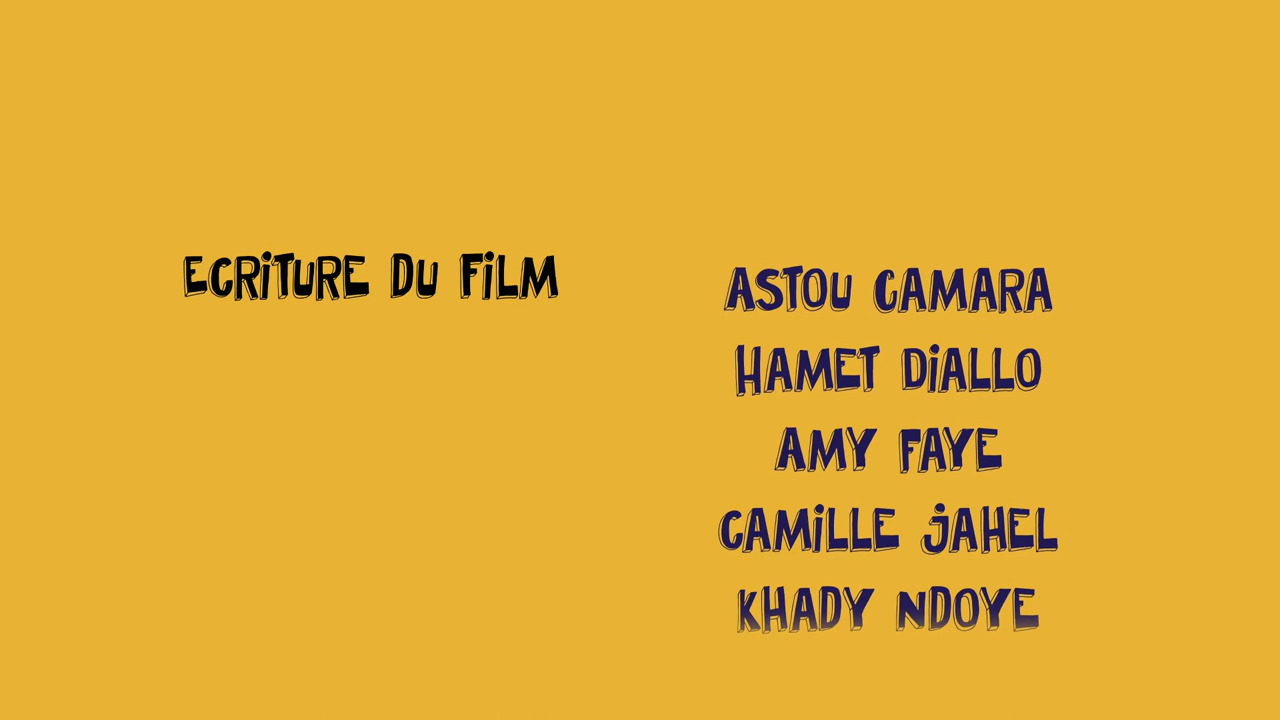 ECRiTURE DU FiLM
ASTOU CAMARA
HAMET DiALLO
AMY FAYE
CAMiLLE JAHEL
KHADY NDOYE